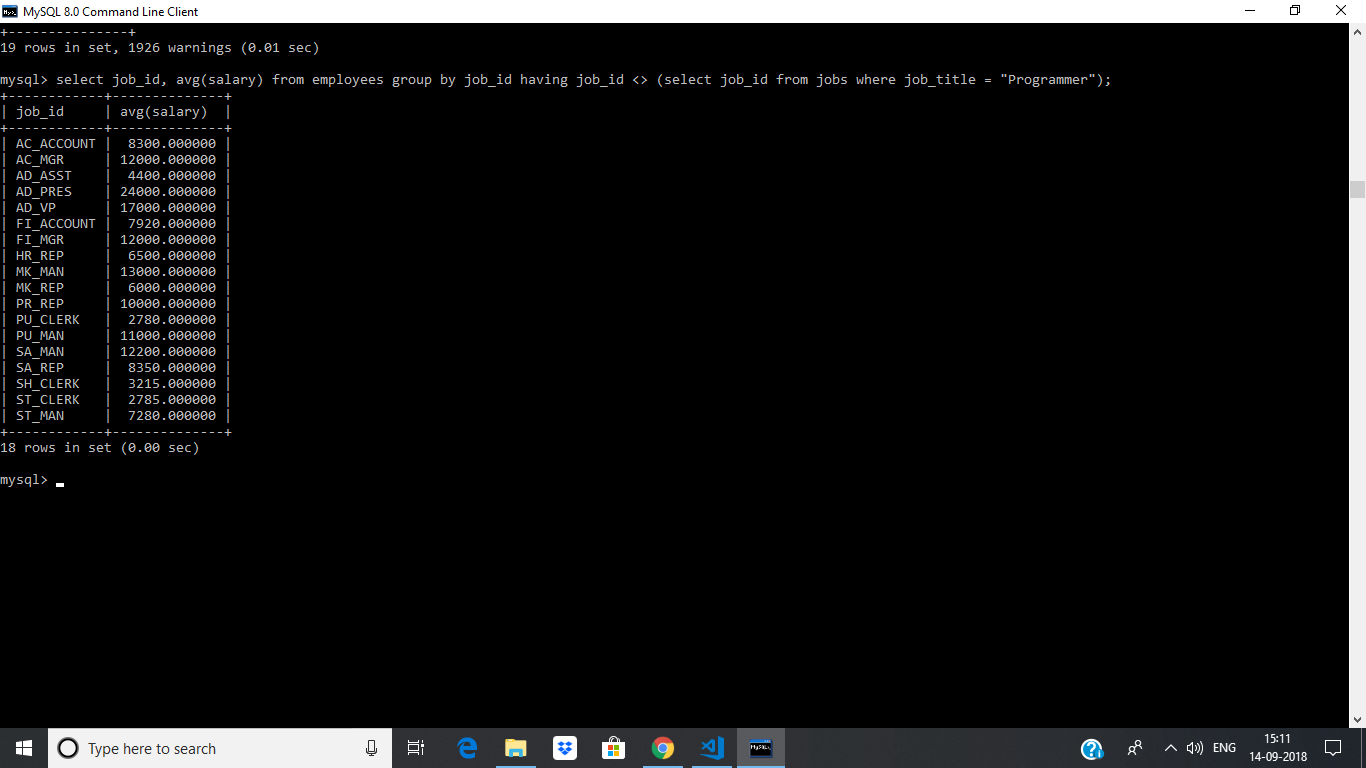 MySQL 8.0 Command Line Client
+---------------+
19 rows in set, 1926 warnings (0.01 sec)
mysql> select job_id, avg(salary) from employees group by job_id having job_id <> (select job_id from jobs where job_title = "Programmer");
+------------+--------------+
| job_id     | avg(salary)  |
+------------+--------------+
| AC_ACCOUNT |  8300.000000 |
| AC_MGR     | 12000.000000 |
| AD_ASST    |  4400.000000 |
| AD_PRES    | 24000.000000 |
| AD_VP      | 17000.000000 |
| FI_ACCOUNT |  7920.000000 |
| FI_MGR     | 12000.000000 |
| HR_REP     |  6500.000000 |
| MK_MAN     | 13000.000000 |
| MK_REP     |  6000.000000 |
| PR_REP     | 10000.000000 |
| PU_CLERK   |  2780.000000 |
| PU_MAN     | 11000.000000 |
| SA_MAN     | 12200.000000 |
| SA_REP     |  8350.000000 |
| SH_CLERK   |  3215.000000 |
| ST_CLERK   |  2785.000000 |
| ST_MAN     |  7280.000000 |
+------------+--------------+
18 rows in set (0.00 sec)
mysql> _
Type here to search
ENG
15:11
14-09-2018